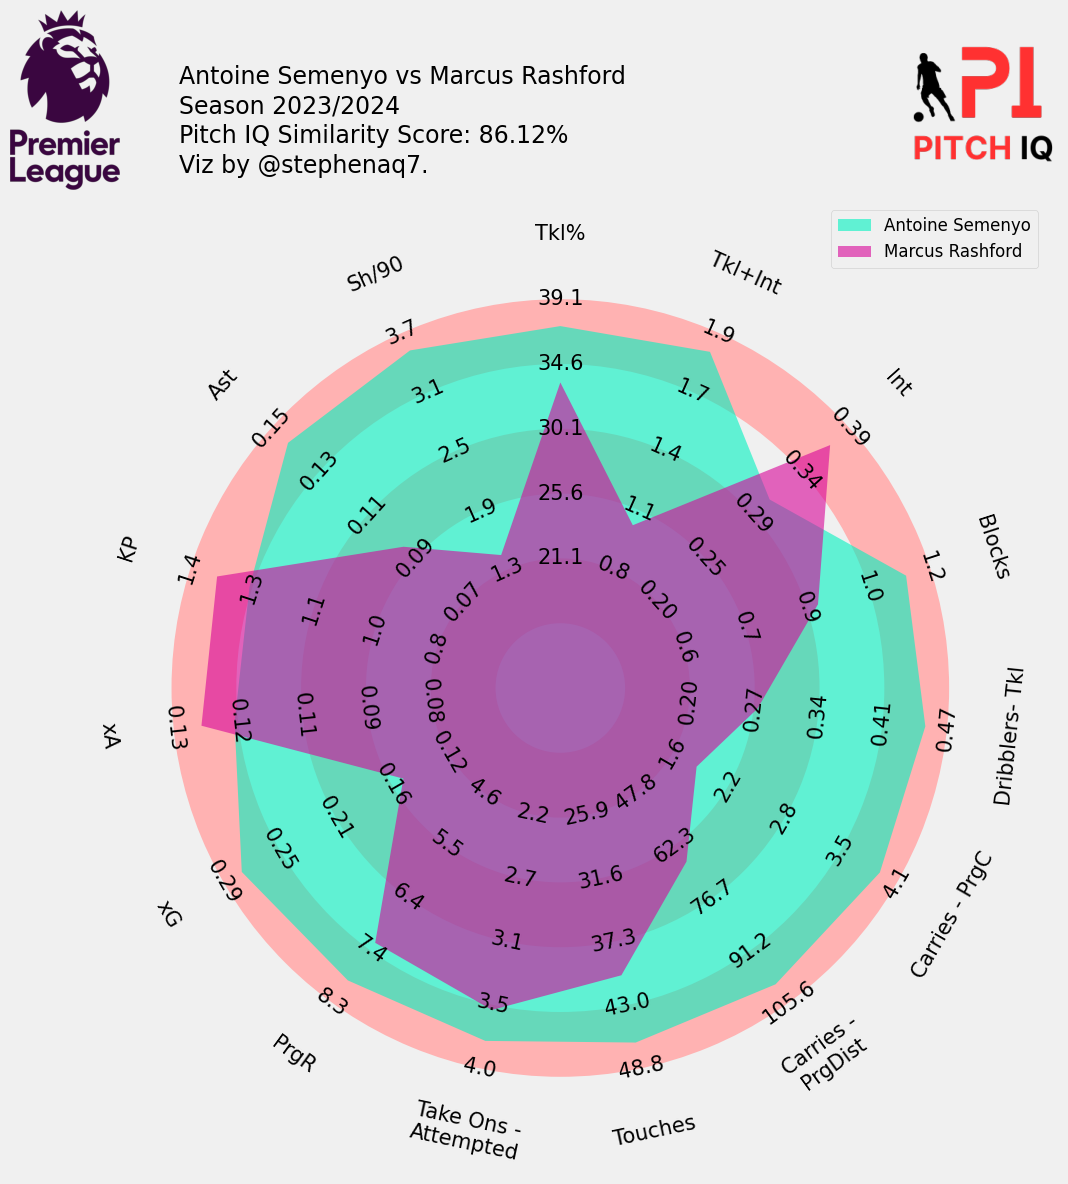 Antoine Semenyo vs Marcus Rashford
Season 2023/2024
Pitch IQ Similarity Score: 86.12%
Viz by @stephenaq7.
Premier
League
PI
PITCH IQ
Antoine Semenyo
Marcus Rashford
Tkl%
39.1
34.6
30.1
25.6
21.1
Tkl+Int
1.9
1.7
1.4
1.1
0.8
Int
0.39
0.34
0.29
0.25
0.20
Blocks
1.2
1.0
0.9
0.7
0.6
Dribblers- Tkl
0.47
0.41
0.34
0.27
0.20
Carries - PrgC
4.1
3.5
2.8
2.2
1.6
Carries -
PrgDist
105.6
91.2
76.7
62.3
47.8
Touches
48.8
43.0
37.3
31.6
25.9
Take Ons -
Attempted
4.0
3.5
3.1
2.7
2.2
PrgR
8.3
7.4
6.4
5.5
4.6
xG
0.29
0.25
0.21
0.16
0.12
xA
0.13
0.12
0.11
0.09
0.08
KP
1.4
1.3
1.1
1.0
0.8
Ast
0.15
0.13
0.11
0.09
0.07
Sh/90
3.7
3.1
2.5
1.9
1.3